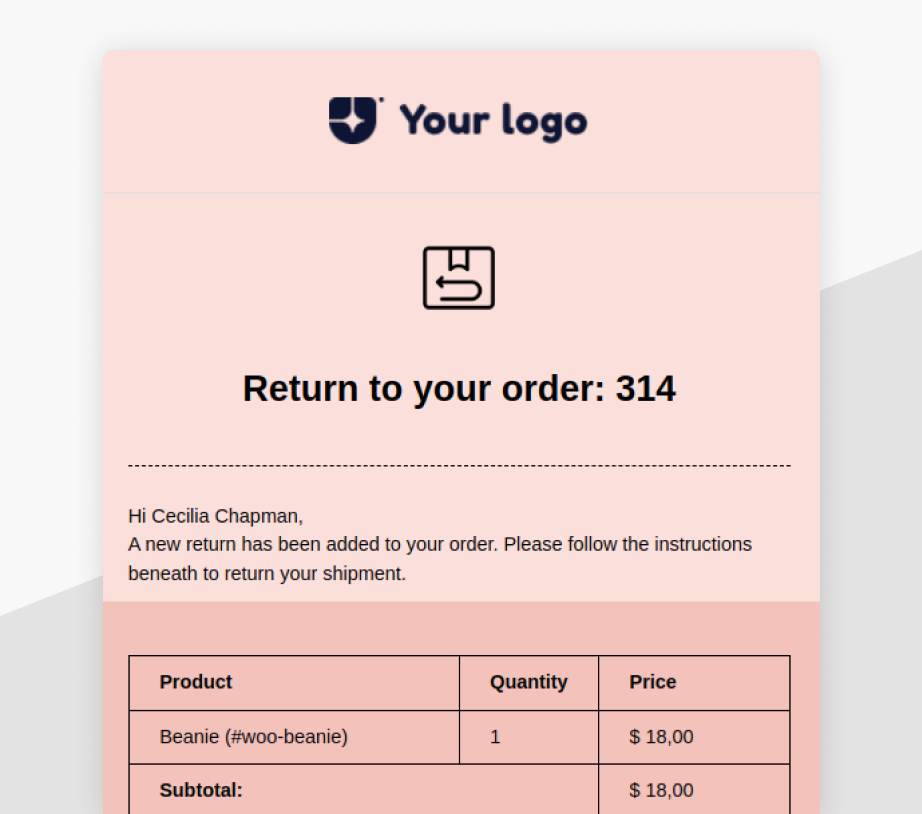 Your logo
Return to your order: 314
Hi Cecilia Chapman,
A new return has been added to your order. Please follow the instructions
beneath to return your shipment.
Product Quantity Price
Beanie (#woo-beanie) 1 $ 18,00
Subtotal: $ 18,00